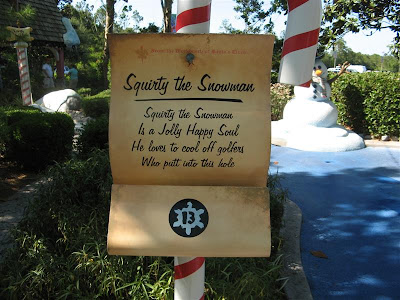 Squirty the Snowman
Squirty the Snowman
Is a Jolly Happy Soul
He loves to cool off golfers
Who putt into this hole
13